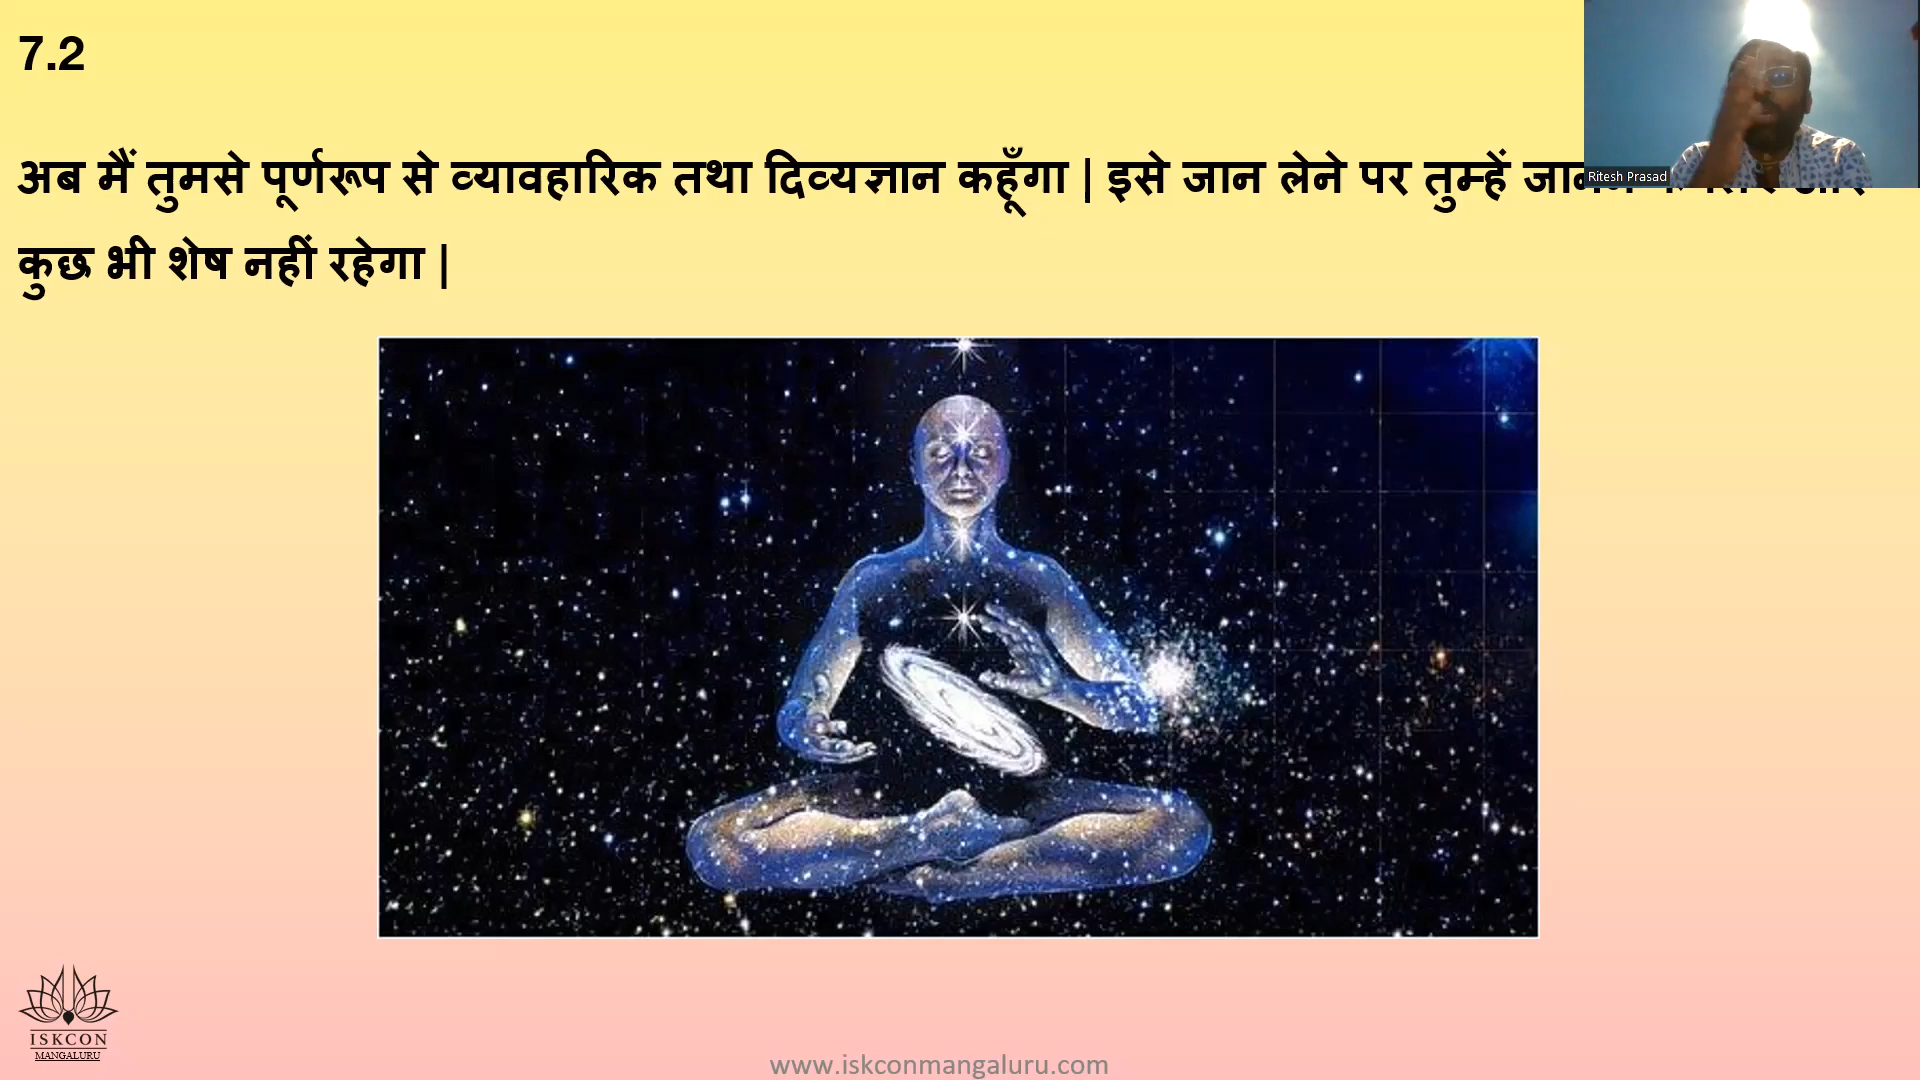 7.2
अब मैं तुमसे पूर्णरूप से व्यावहारिक तथा दिव्यज्ञान कहूँगा | इसे जान लेने पर तुम्हें
कुछ भी शेष नहीं रहेगा |
Ritesh Prasad
ISKCON
MANGALURU
www.iskconmangaluru.com